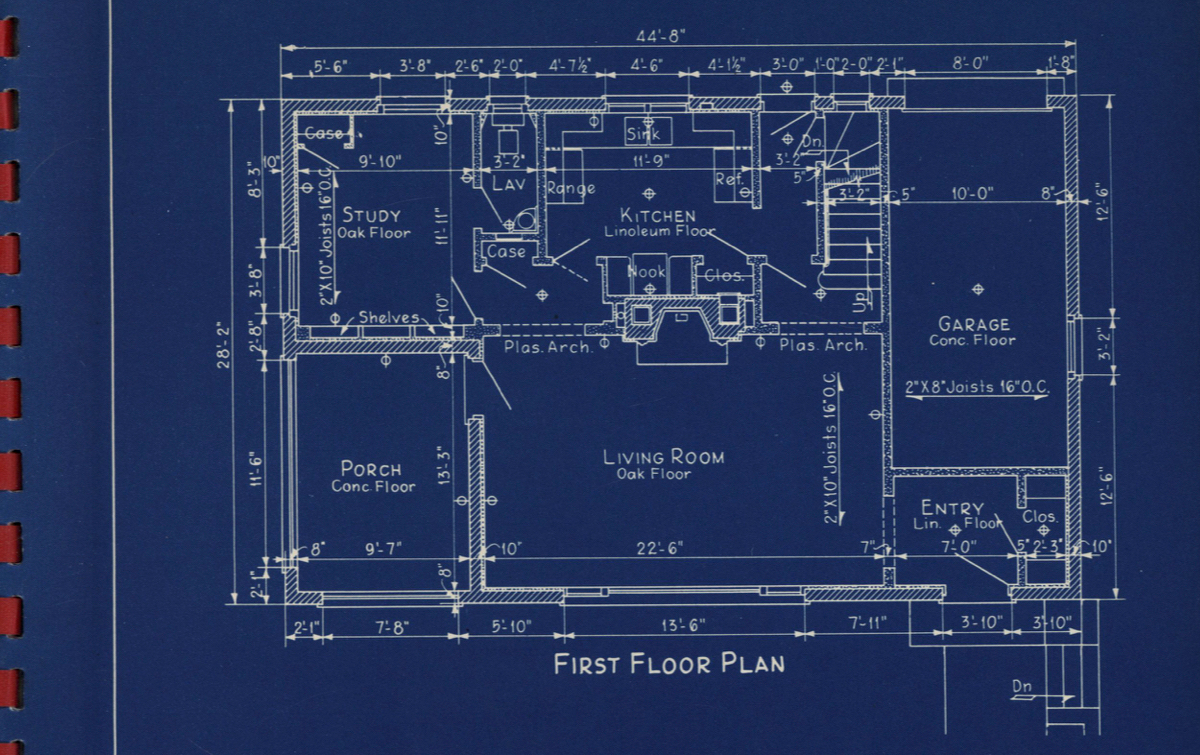 44'-8"
5'-6" 3'-8" 2'-6" 2'-0" 4'-7½" 4'-6" 4'-1½" 3'-0" 1'-0" 2'-0" 2'-1" 8'-0" 1'-8"
Case
10"
Sink
Dn.
10"
9'-10"
3'-2"
11'-9"
3'-2"
8'-3"
LAV
Range
Ref.
5"
3'-2"
5"
10'-0"
8"
12'-6"
2"X10" Joists 16"O.C.
STUDY
Oak Floor
11'-11"
KITCHEN
Linoleum Floor
Case
Nook
Clos.
3'-8"
Up
10"
Shelves
28'-2"
2'-8"
8"
Plas. Arch.
Plas. Arch.
GARAGE
Conc. Floor
3'-2"
2"X8" Joists 16"O.C.
2"X10" Joists 16"O.C.
11'-6"
PORCH
Conc. Floor
13'-3"
LIVING ROOM
Oak Floor
12'-6"
ENTRY
Lin. Floor
Clos.
8"
9'-7"
10"
22'-6"
7"
7'-0"
5"
2'-3"
10"
2'-1"
8"
2'-1" 7'-8" 5'-10" 13'-6" 7'-11" 3'-10" 3'-10"
FIRST FLOOR PLAN
Dn